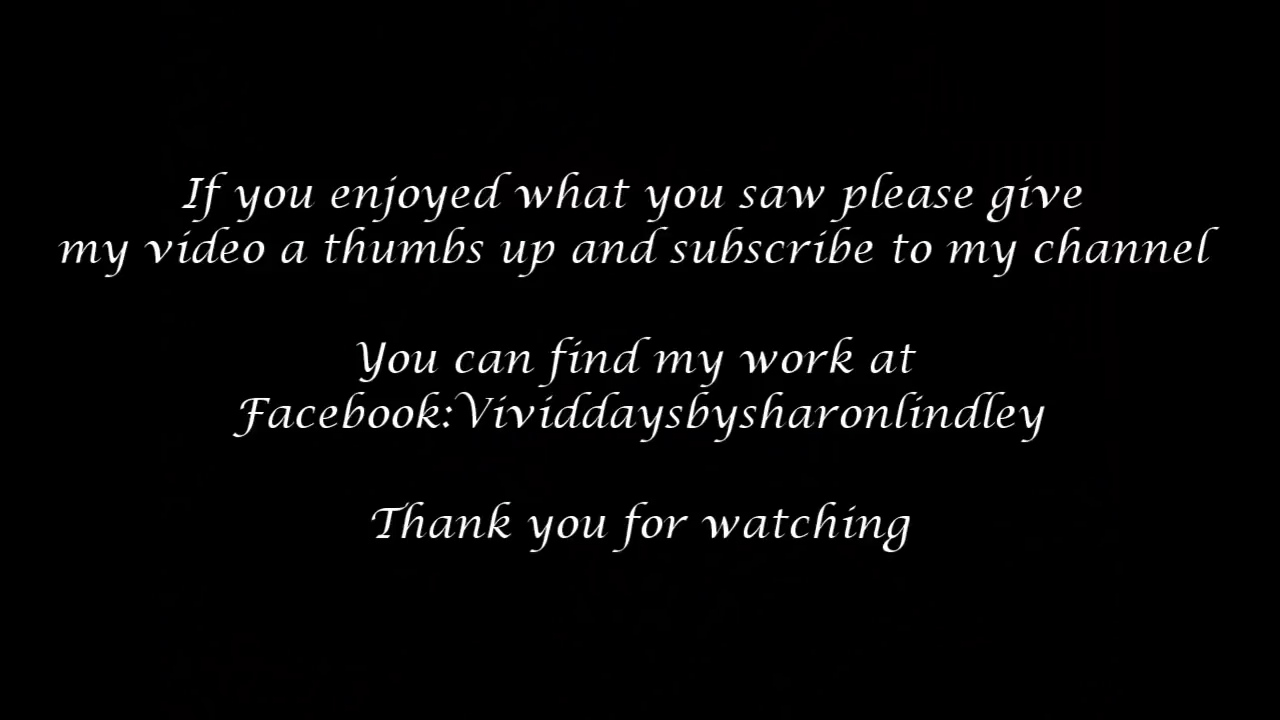 If you enjoyed what you saw please give
my video a thumbs up and subscribe to my channel
You can find my work at
Facebook:Vividdaysbysharonlindley
Thank you for watching